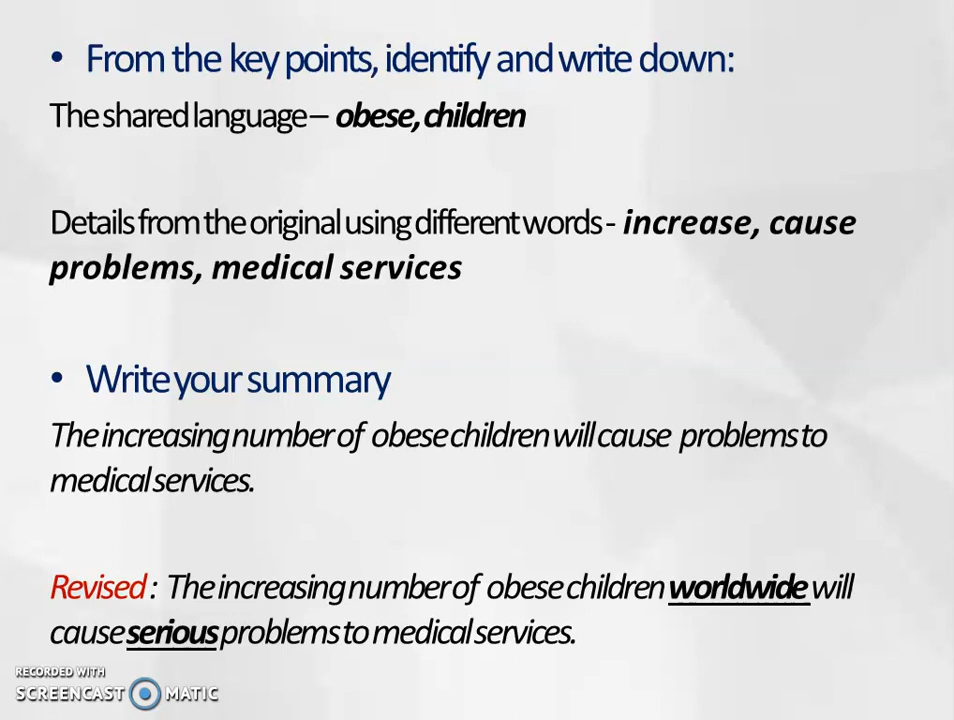 • From the key points, identify and write down:
The shared language – obese, children
Details from the original using different words - increase, cause
problems, medical services
• Write your summary
The increasing number of obese children will cause problems to
medical services.
Revised : The increasing number of obese children worldwide will
cause serious problems to medical services.
RECORDED WITH
SCREENCAST MATIC